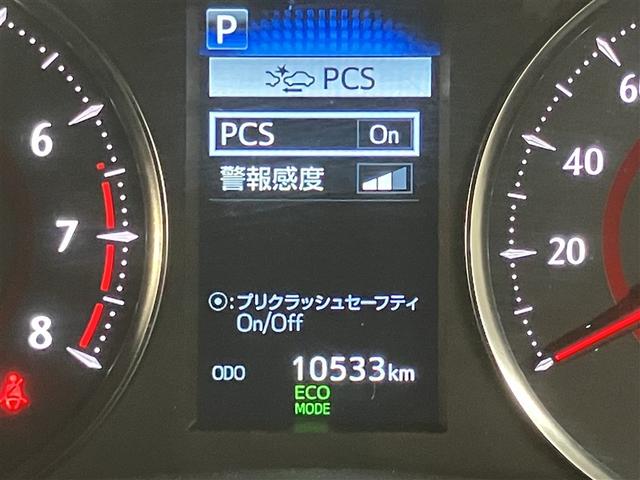 P
PCS
PCS On
警報感度
◉:プリクラッシュセーフティ
On/Off
ODO 10533km
ECO
MODE
6
7
8
60
40
20